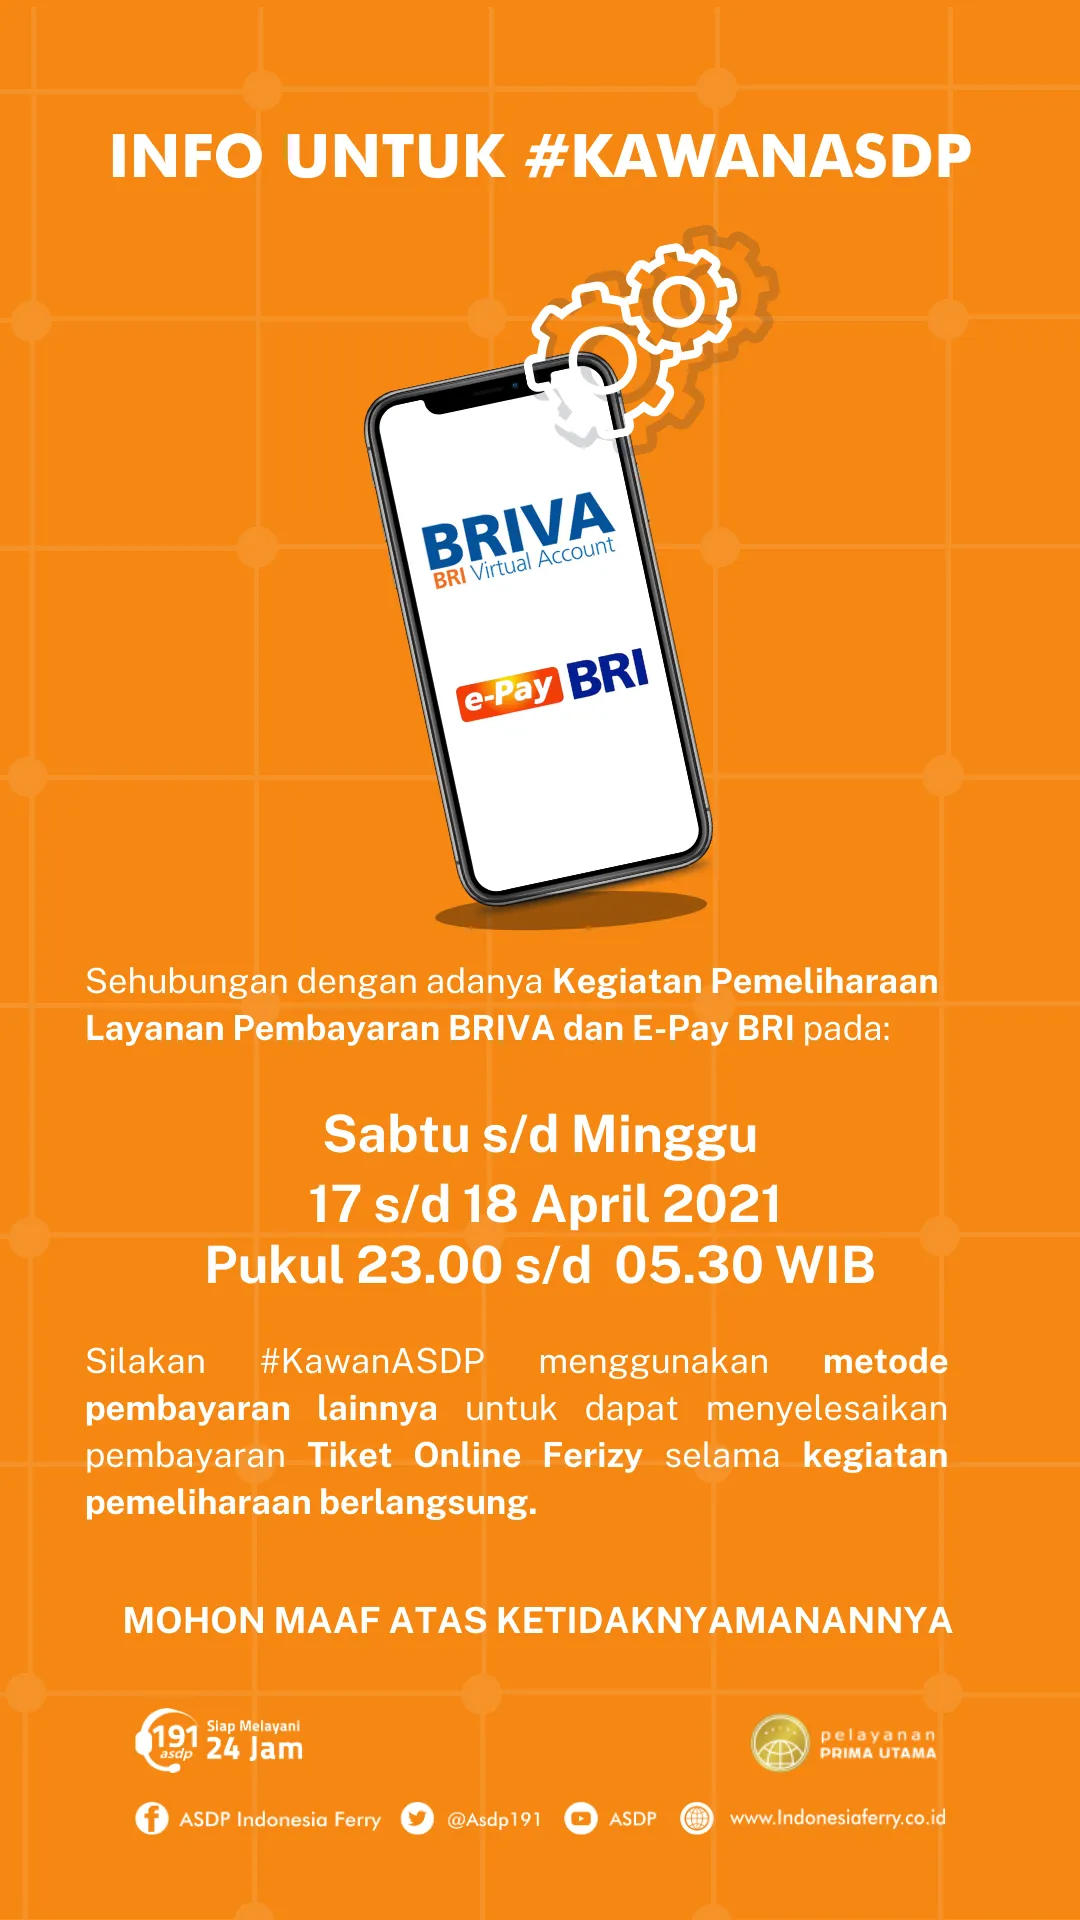 INFO UNTUK #KAWANASDP
BRIVA
BRI Virtual Account
e-Pay BRI
Sehubungan dengan adanya Kegiatan Pemeliharaan
Layanan Pembayaran BRIVA dan E-Pay BRI pada:
Sabtu s/d Minggu
17 s/d 18 April 2021
Pukul 23.00 s/d 05.30 WIB
Silakan #KawanASDP menggunakan metode
pembayaran lainnya untuk dapat menyelesaikan
pembayaran Tiket Online Ferizy selama kegiatan
pemeliharaan berlangsung.
MOHON MAAF ATAS KETIDAKNYAMANANNYA
191 asdp
Siap Melayani
24 Jam
pelayanan
PRIMA UTAMA
ASDP Indonesia Ferry @Asdp191 ASDP www.Indonesiaferry.co.id